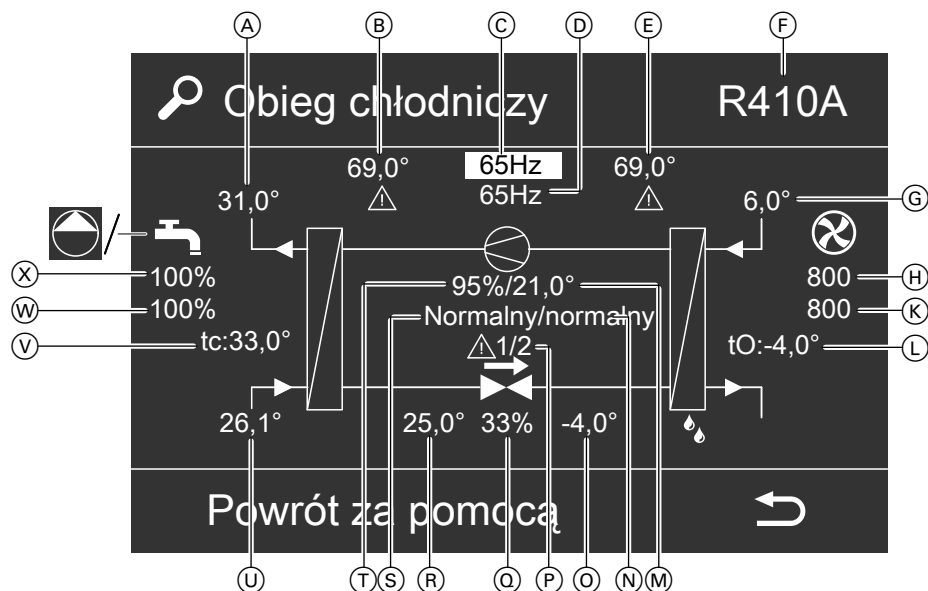 A B C D E F
Obieg chłodniczy R410A
69,0° 65Hz 69,0°
65Hz
31,0° 6,0° G
/
X 100% 95%/21,0° 800 H
W 100% Normalny/normalny 800 K
V tc:33,0° 1/2 tO:-4,0° L
26,1° 25,0° 33% -4,0°
Powrót za pomocą
U T S R Q P O N M